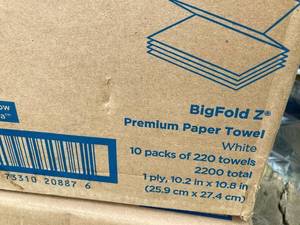 BigFold Z®
Premium Paper Towel
White
10 packs of 220 towels
2200 total
1 ply, 10.2 in x 10.8 in
(25.9 cm x 27.4 cm)
73310 20887 6